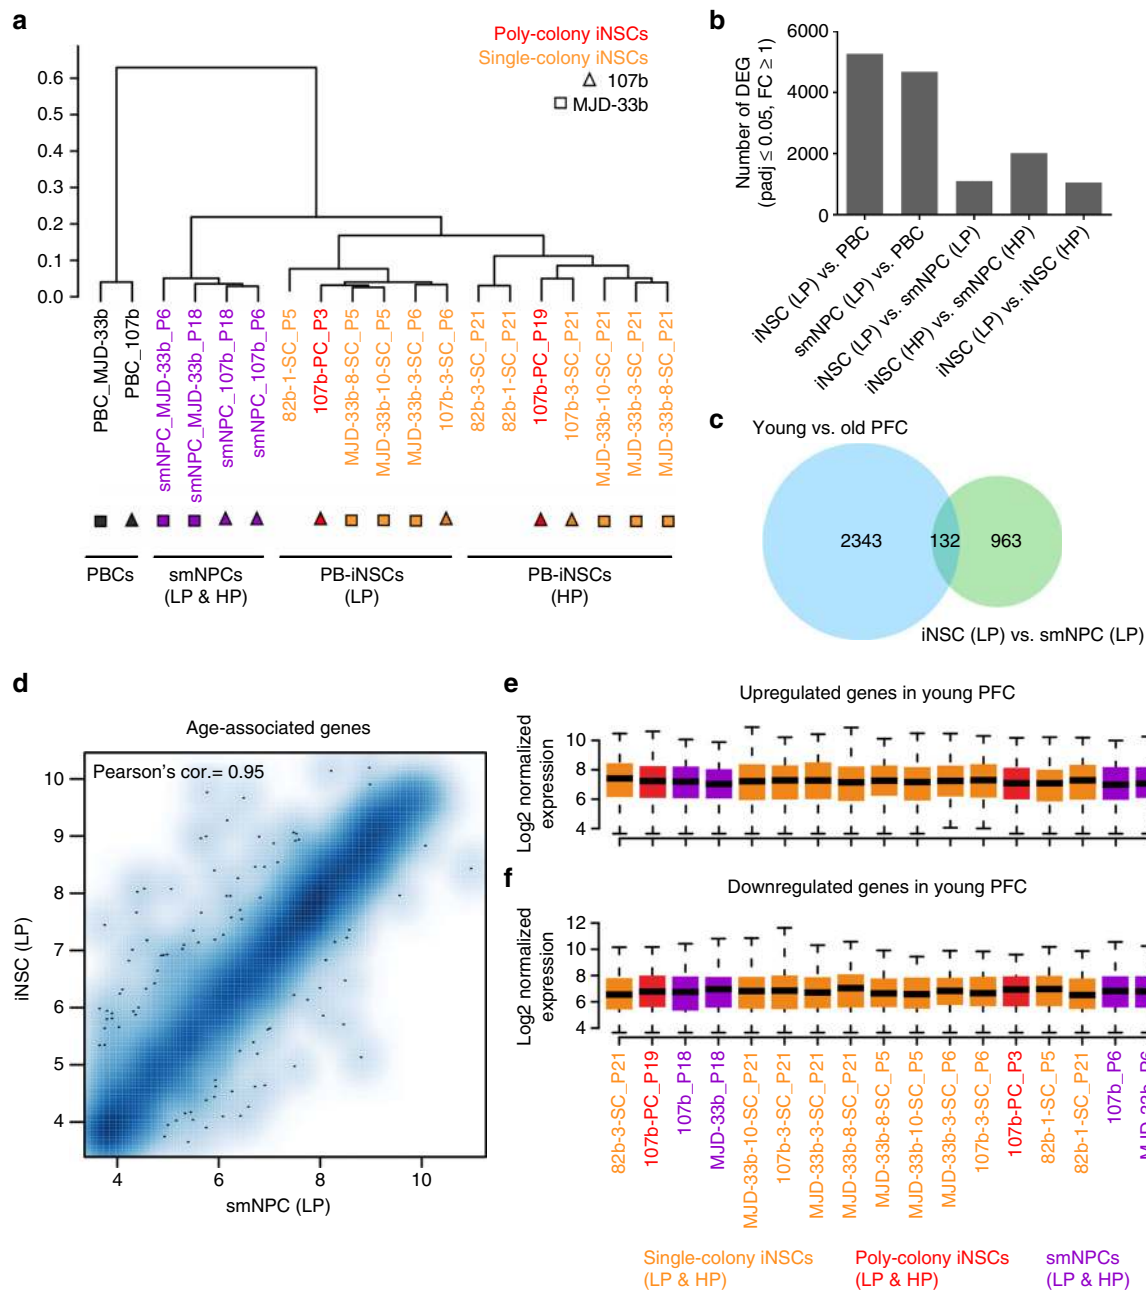 a
Poly-colony iNSCs
Single-colony iNSCs
107b
MJD-33b
0.6
0.5
0.4
0.3
0.2
0.1
0.0
PBC_MJD-33b
PBC_107b
smNPC_MJD-33b_P6
smNPC_MJD-33b_P18
smNPC_107b_P18
smNPC_107b_P6
82b-1-SC_P5
107b-PC_P3
MJD-33b-8-SC_P5
MJD-33b-10-SC_P5
MJD-33b-3-SC_P6
107b-3-SC_P6
82b-3-SC_P21
82b-1-SC_P21
107b-PC_P19
107b-3-SC_P21
MJD-33b-10-SC_P21
MJD-33b-3-SC_P21
MJD-33b-8-SC_P21
PBCs
smNPCs
(LP & HP)
PB-iNSCs
(LP)
PB-iNSCs
(HP)
b
Number of DEG
(padj ≤ 0.05, FC ≥ 1)
6000
4000
2000
0
iNSC (LP) vs. PBC
smNPC (LP) vs. PBC
iNSC (LP) vs. smNPC (LP)
iNSC (HP) vs. smNPC (HP)
iNSC (LP) vs. iNSC (HP)
c
Young vs. old PFC
2343
132
963
iNSC (LP) vs. smNPC (LP)
d
Age-associated genes
Pearson's cor.= 0.95
iNSC (LP)
10
9
8
7
6
5
4
4
6
8
10
smNPC (LP)
e
Upregulated genes in young PFC
Log2 normalized
expression
10
8
6
4
f
Downregulated genes in young PFC
Log2 normalized
expression
12
10
8
6
4
82b-3-SC_P21
107b-PC_P19
107b_P18
MJD-33b_P18
MJD-33b-10-SC_P21
107b-3-SC_P21
MJD-33b-3-SC_P21
MJD-33b-8-SC_P21
MJD-33b-8-SC_P5
MJD-33b-10-SC_P5
MJD-33b-3-SC_P6
107b-3-SC_P6
107b-PC_P3
82b-1-SC_P5
82b-1-SC_P21
107b_P6
MJD-33b_P6
Single-colony iNSCs
(LP & HP)
Poly-colony iNSCs
(LP & HP)
smNPCs
(LP & HP)